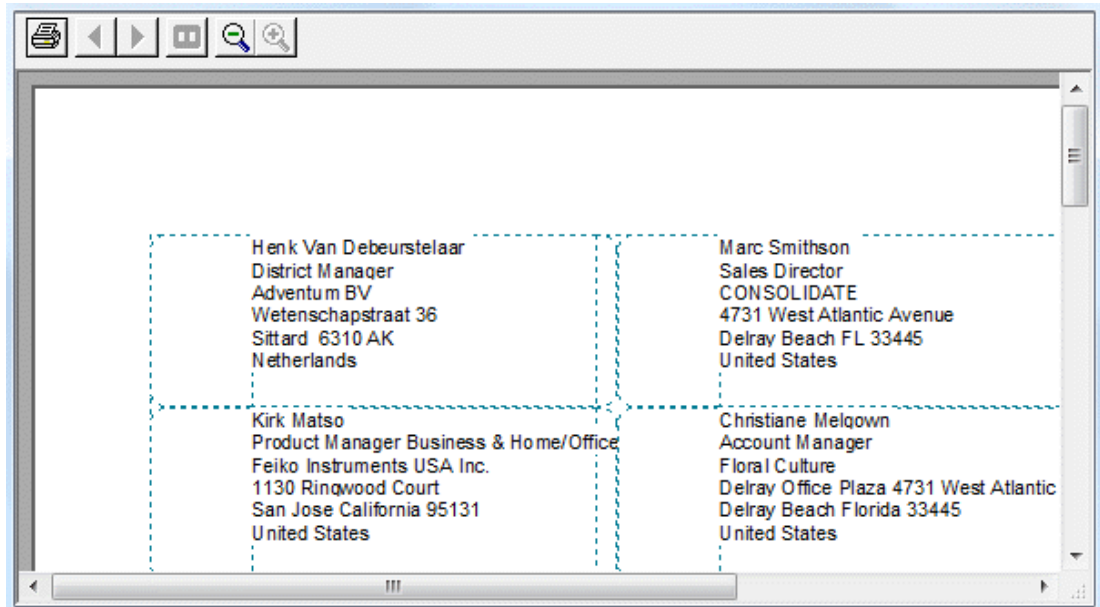 Henk Van Debeurstelaar
District Manager
Adventum BV
Wetenschapstraat 36
Sittard 6310 AK
Netherlands
Marc Smithson
Sales Director
CONSOLIDATE
4731 West Atlantic Avenue
Delray Beach FL 33445
United States
Kirk Matso
Product Manager Business & Home/Office
Feiko Instruments USA Inc.
1130 Ringwood Court
San Jose California 95131
United States
Christiane Melgown
Account Manager
Floral Culture
Delray Office Plaza 4731 West Atlantic
Delray Beach Florida 33445
United States